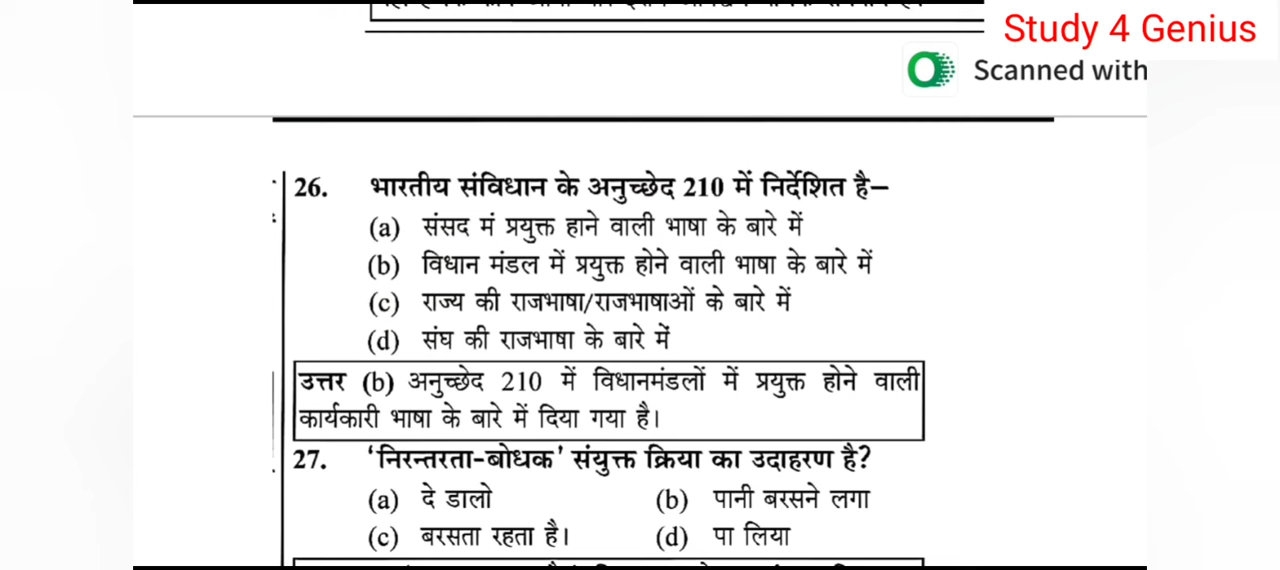 Study 4 Genius
Scanned with
26. भारतीय संविधान के अनुच्छेद 210 में निर्देशित है–
(a) संसद मं प्रयुक्त हाने वाली भाषा के बारे में
(b) विधान मंडल में प्रयुक्त होने वाली भाषा के बारे में
(c) राज्य की राजभाषा/राजभाषाओं के बारे में
(d) संघ की राजभाषा के बारे में
उत्तर (b) अनुच्छेद 210 में विधानमंडलों में प्रयुक्त होने वाली
कार्यकारी भाषा के बारे में दिया गया है।
27. ‘निरन्तरता-बोधक’ संयुक्त क्रिया का उदाहरण है?
(a) दे डालो (b) पानी बरसने लगा
(c) बरसता रहता है। (d) पा लिया